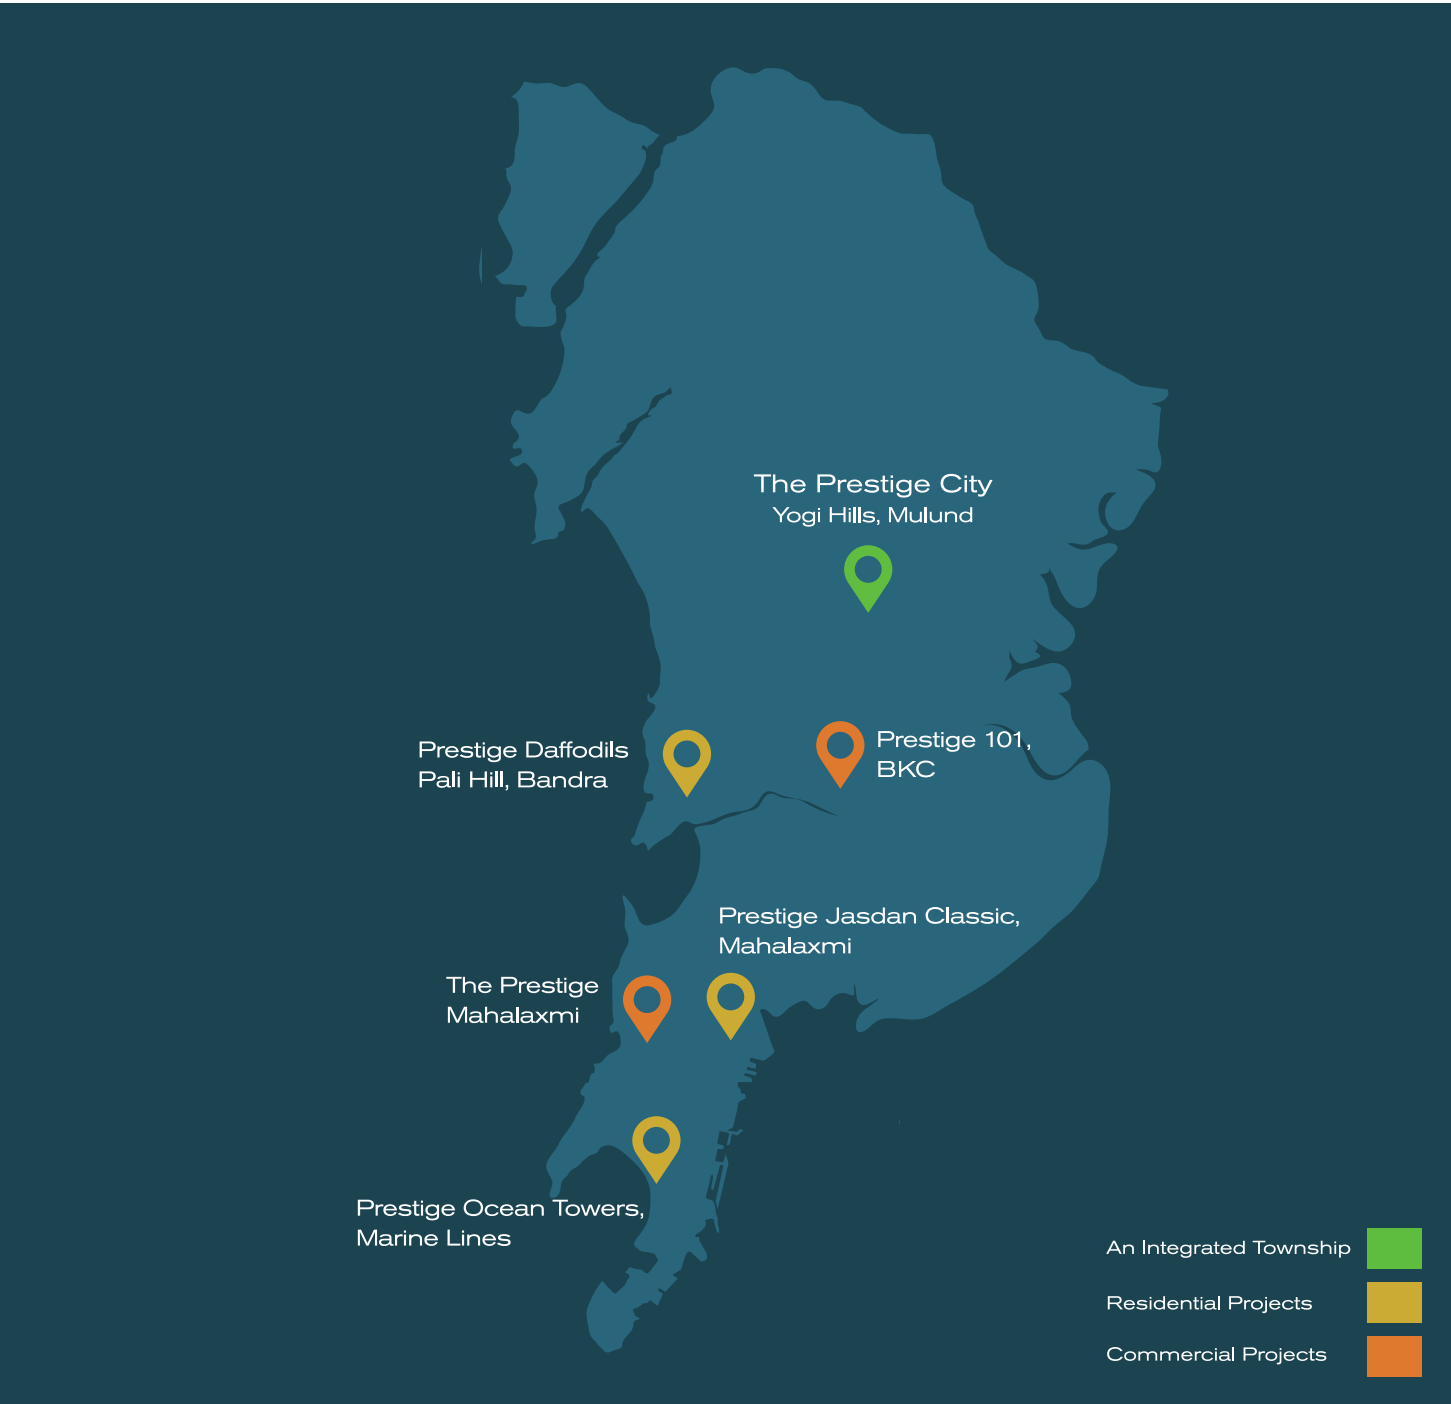 The Prestige City
Yogi Hills, Mulund
Prestige Daffodils
Pali Hill, Bandra
Prestige 101,
BKC
Prestige Jasdan Classic,
Mahalaxmi
The Prestige
Mahalaxmi
Prestige Ocean Towers,
Marine Lines
An Integrated Township
Residential Projects
Commercial Projects